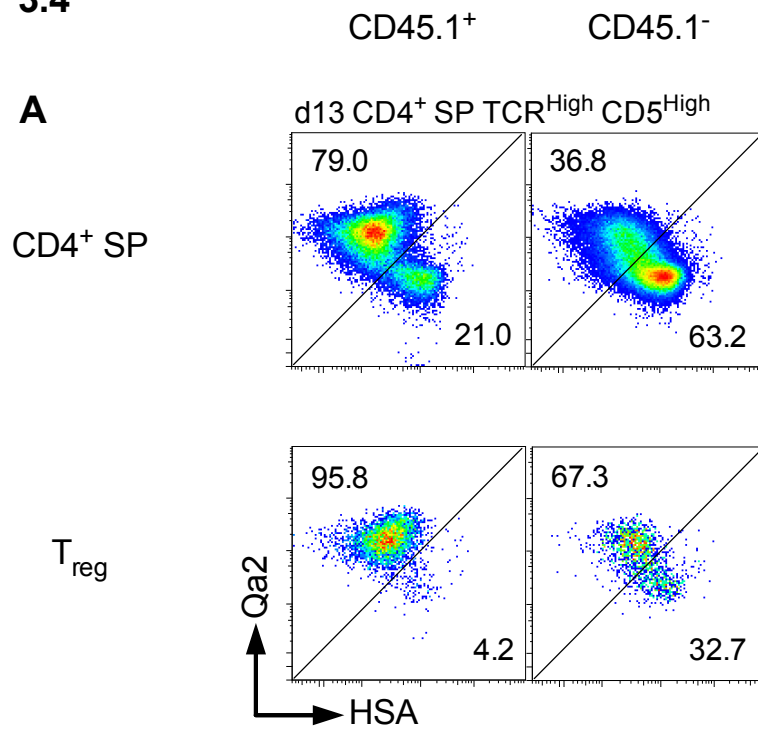 3.4
CD45.1⁺ CD45.1⁻
A
d13 CD4⁺ SP TCRᴴⁱᵍʰ CD5ᴴⁱᵍʰ
79.0 36.8
CD4⁺ SP
21.0 63.2
95.8 67.3
Treg
Qa2
4.2 32.7
HSA